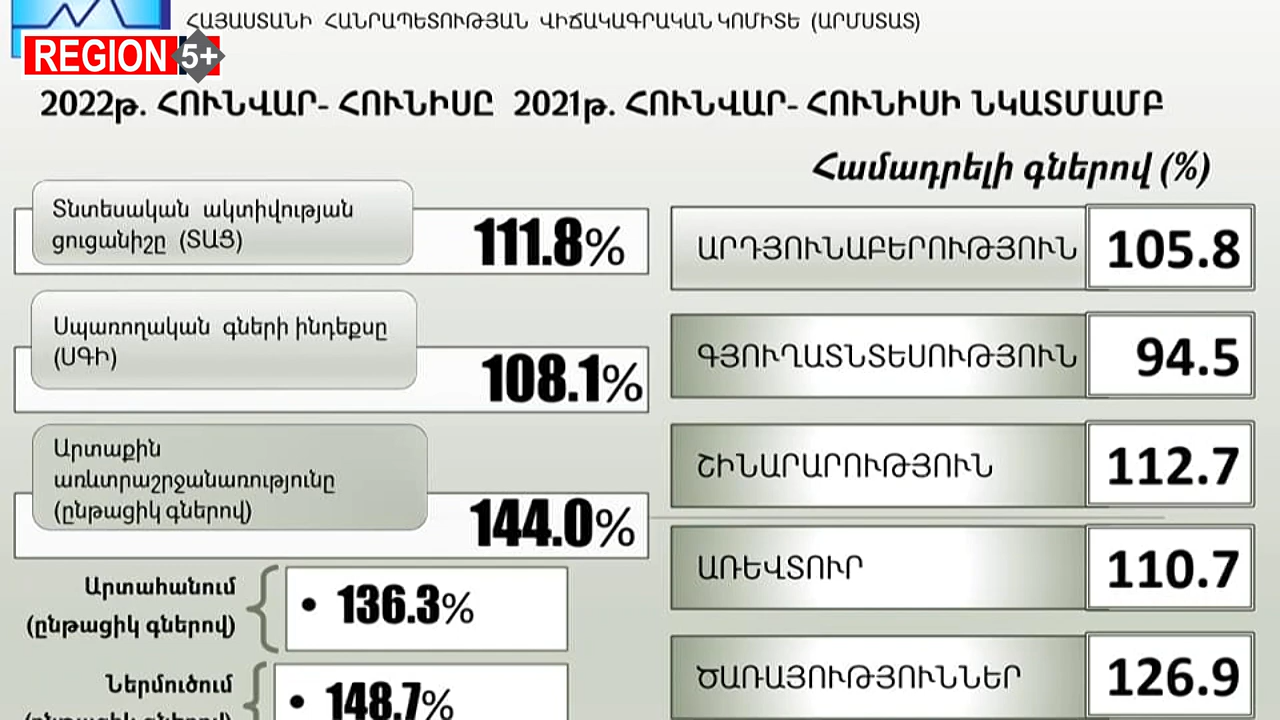 ՀԱՅԱՍՏԱՆԻ ՀԱՆՐԱՊԵՏՈՒԹՅԱՆ ՎԻՃԱԿԱԳՐԱԿԱՆ ԿՈՄԻՏԵ (ԱՐՄՍՏԱՏ)
REGION 5+
2022թ. ՀՈՒՆՎԱՐ- ՀՈՒՆԻՍԸ 2021թ. ՀՈՒՆՎԱՐ- ՀՈՒՆԻՍԻ ՆԿԱՏՄԱՄԲ
Համադրելի գներով (%)
Տնտեսական ակտիվության
ցուցանիշը (ՏԱՑ)
111.8%
Սպառողական գների ինդեքսը
(ՍԳԻ)
108.1%
Արտաքին
առևտրաշրջանառությունը
(ընթացիկ գներով)
144.0%
Արտահանում
(ընթացիկ գներով)
• 136.3%
Ներմուծում
(ընթացիկ գներով)
• 148.7%
ԱՐԴՅՈՒՆԱԲԵՐՈՒԹՅՈՒՆ 105.8
ԳՅՈՒՂԱՏՆՏԵՍՈՒԹՅՈՒՆ 94.5
ՇԻՆԱՐԱՐՈՒԹՅՈՒՆ 112.7
ԱՌԵՎՏՈՒՐ 110.7
ԾԱՌԱՅՈՒԹՅՈՒՆՆԵՐ 126.9